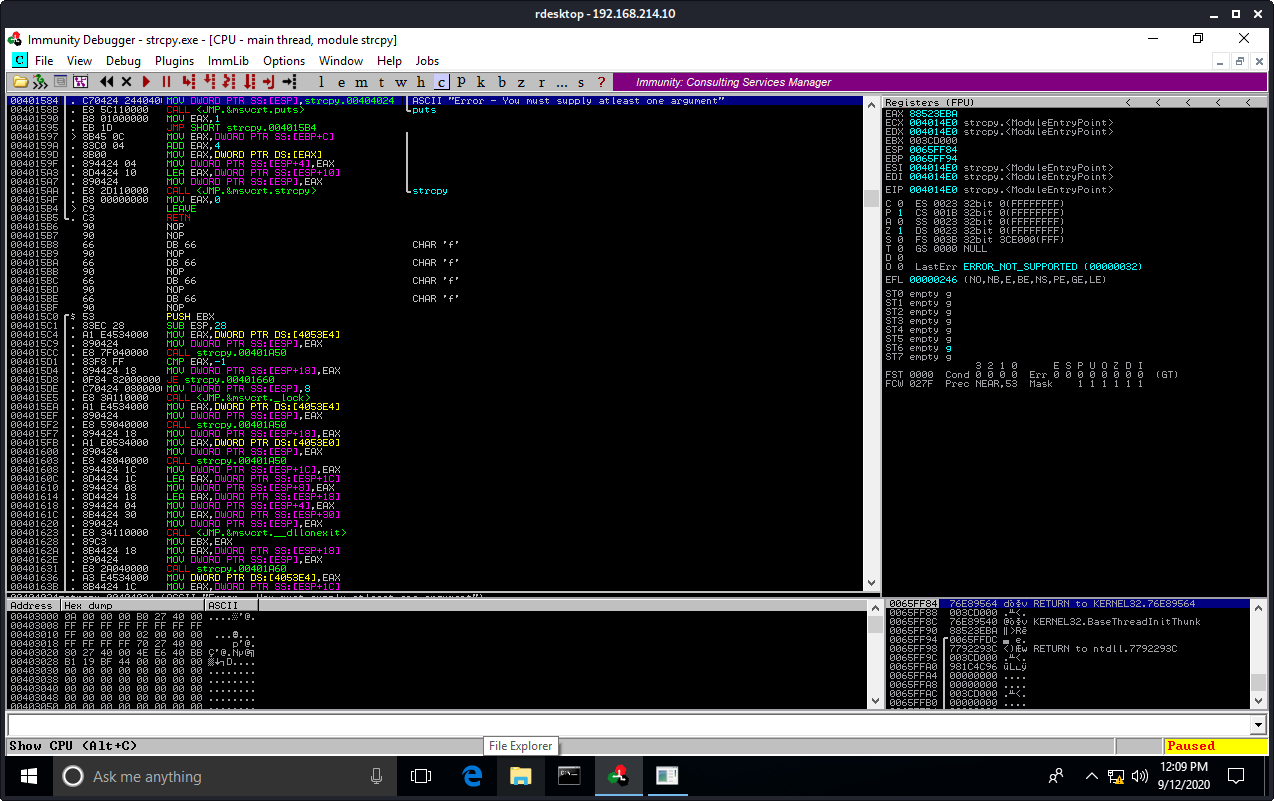 rdesktop - 192.168.214.10
Immunity Debugger - strcpy.exe - [CPU - main thread, module strcpy]
C File View Debug Plugins ImmLib Options Window Help Jobs
l e m t w h c P k b z r ... s ? Immunity: Consulting Services Manager
00401584 . C70424 244040 MOV DWORD PTR SS:[ESP],strcpy.00404024 ASCII "Error - You must supply atleast one argument"
0040158B . E8 5C110000 CALL <JMP.&msvcrt.puts> puts
00401590 . B8 01000000 MOV EAX,1
00401595 . EB 1D JMP SHORT strcpy.004015B4
00401597 > 8B45 0C MOV EAX,DWORD PTR SS:[EBP+C]
0040159A . 83C0 04 ADD EAX,4
0040159D . 8B00 MOV EAX,DWORD PTR DS:[EAX]
0040159F . 894424 04 MOV DWORD PTR SS:[ESP+4],EAX
004015A3 . 8D4424 10 LEA EAX,DWORD PTR SS:[ESP+10]
004015A7 . 890424 MOV DWORD PTR SS:[ESP],EAX
004015AA . E8 2D110000 CALL <JMP.&msvcrt.strcpy> strcpy
004015AF . B8 00000000 MOV EAX,0
004015B4 > C9 LEAVE
004015B5 . C3 RETN
004015B6 90 NOP
004015B7 90 NOP
004015B8 66 DB 66 CHAR 'f'
004015B9 90 NOP
004015BA 66 DB 66 CHAR 'f'
004015BB 90 NOP
004015BC 66 DB 66 CHAR 'f'
004015BD 90 NOP
004015BE 66 DB 66 CHAR 'f'
004015BF 90 NOP
004015C0 $ 53 PUSH EBX
004015C1 . 83EC 28 SUB ESP,28
004015C4 . A1 E4534000 MOV EAX,DWORD PTR DS:[4053E4]
004015C9 . 890424 MOV DWORD PTR SS:[ESP],EAX
004015CC . E8 7F040000 CALL strcpy.00401A50
004015D1 . 83F8 FF CMP EAX,-1
004015D4 . 894424 18 MOV DWORD PTR SS:[ESP+18],EAX
004015D8 . 0F84 82000000 JE strcpy.00401660
004015DE . C70424 080000 MOV DWORD PTR SS:[ESP],8
004015E5 . E8 3A110000 CALL <JMP.&msvcrt._lock>
004015EA . A1 E4534000 MOV EAX,DWORD PTR DS:[4053E4]
004015EF . 890424 MOV DWORD PTR SS:[ESP],EAX
004015F2 . E8 59040000 CALL strcpy.00401A50
004015F7 . 894424 18 MOV DWORD PTR SS:[ESP+18],EAX
004015FB . A1 E0534000 MOV EAX,DWORD PTR DS:[4053E0]
00401600 . 890424 MOV DWORD PTR SS:[ESP],EAX
00401603 . E8 48040000 CALL strcpy.00401A50
00401608 . 894424 1C MOV DWORD PTR SS:[ESP+1C],EAX
0040160C . 8D4424 1C LEA EAX,DWORD PTR SS:[ESP+1C]
00401610 . 894424 08 MOV DWORD PTR SS:[ESP+8],EAX
00401614 . 8D4424 18 LEA EAX,DWORD PTR SS:[ESP+18]
00401618 . 894424 04 MOV DWORD PTR SS:[ESP+4],EAX
0040161C . 8B4424 30 MOV EAX,DWORD PTR SS:[ESP+30]
00401620 . 890424 MOV DWORD PTR SS:[ESP],EAX
00401623 . E8 34110000 CALL <JMP.&msvcrt.__dllonexit>
00401628 . 89C3 MOV EBX,EAX
0040162A . 8B4424 18 MOV EAX,DWORD PTR SS:[ESP+18]
0040162E . 890424 MOV DWORD PTR SS:[ESP],EAX
00401631 . E8 2A040000 CALL strcpy.00401A60
00401636 . A3 E4534000 MOV DWORD PTR DS:[4053E4],EAX
0040163B . 8B4424 1C MOV EAX,DWORD PTR SS:[ESP+1C]
Registers (FPU) < < < < <
EAX 88523EBA
ECX 004014E0 strcpy.<ModuleEntryPoint>
EDX 004014E0 strcpy.<ModuleEntryPoint>
EBX 003CD000
ESP 0065FF84
EBP 0065FF94
ESI 004014E0 strcpy.<ModuleEntryPoint>
EDI 004014E0 strcpy.<ModuleEntryPoint>
EIP 004014E0 strcpy.<ModuleEntryPoint>
C 0 ES 0023 32bit 0(FFFFFFFF)
P 1 CS 001B 32bit 0(FFFFFFFF)
A 0 SS 0023 32bit 0(FFFFFFFF)
Z 1 DS 0023 32bit 0(FFFFFFFF)
S 0 FS 003B 32bit 3CE000(FFF)
T 0 GS 0000 NULL
D 0
O 0 LastErr ERROR_NOT_SUPPORTED (00000032)
EFL 00000246 (NO,NB,E,BE,NS,PE,GE,LE)
ST0 empty g
ST1 empty g
ST2 empty g
ST3 empty g
ST4 empty g
ST5 empty g
ST6 empty g
ST7 empty g
3 2 1 0 E S P U O Z D I
FST 0000 Cond 0 0 0 0 Err 0 0 0 0 0 0 0 0 (GT)
FCW 027F Prec NEAR,53 Mask 1 1 1 1 1 1
Address Hex dump ASCII
00403000 0A 00 00 00 B0 27 40 00
00403008 FF FF FF FF FF FF FF FF
00403010 FF 00 00 00 02 00 00 00
00403018 FF FF FF FF 70 27 40 00
00403020 80 27 40 00 4E E6 40 BB
00403028 B1 19 BF 44 00 00 00 00
00403030 00 00 00 00 00 00 00 00 ........
00403038 00 00 00 00 00 00 00 00 ........
00403040 00 00 00 00 00 00 00 00 ........
00403048 00 00 00 00 00 00 00 00 ........
00403050 00 00 00 00 00 00 00 00 ........
0065FF84 76E89564 RETURN to KERNEL32.76E89564
0065FF88 003CD000
0065FF8C 76E89540 KERNEL32.BaseThreadInitThunk
0065FF90 88523EBA
0065FF94 0065FFDC
0065FF98 7792293C RETURN to ntdll.7792293C
0065FF9C 003CD000
0065FFA0 981C4C96
0065FFA4 00000000 ....
0065FFA8 00000000 ....
0065FFAC 003CD000
0065FFB0 00000000 ....
Show CPU (Alt+C)
File Explorer
Paused
Ask me anything
12:09 PM
9/12/2020